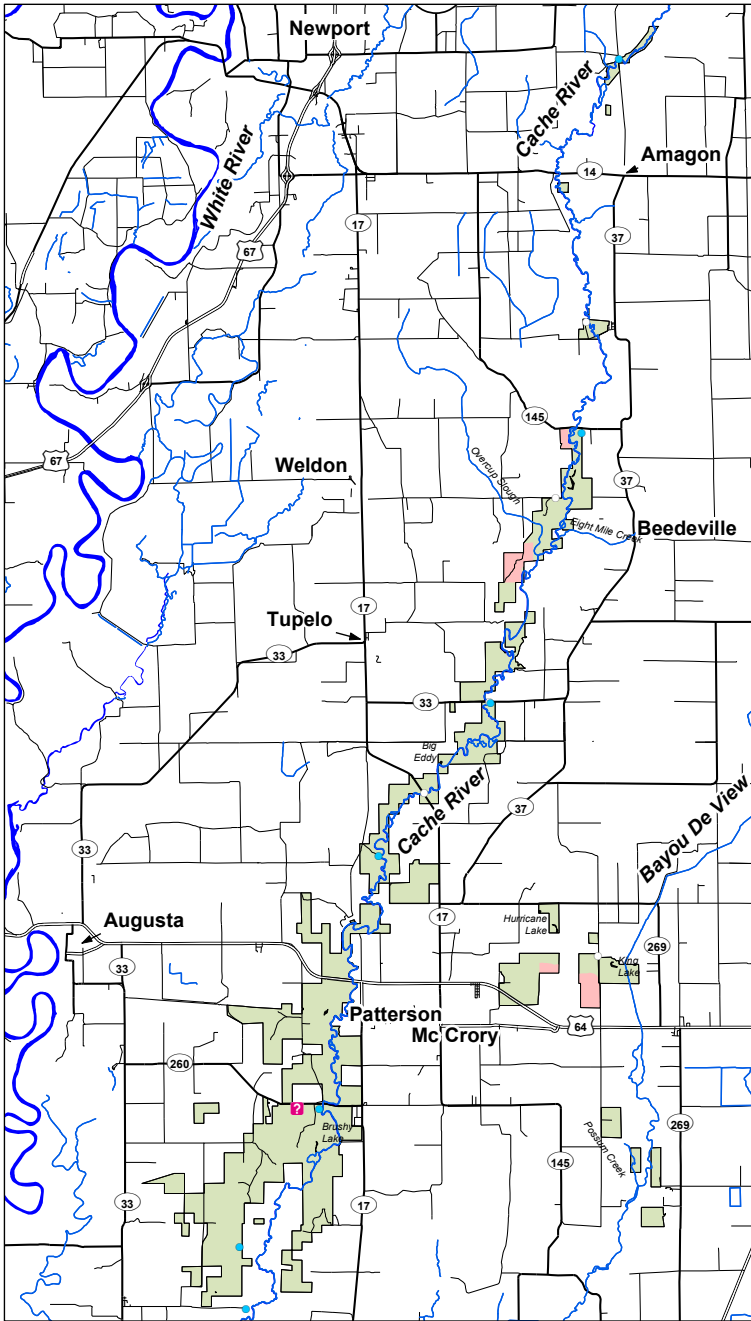 Newport
Cache River
Amagon
14
White River
17
37
67
145
67
Weldon
Overcup Slough
37
Eight Mile Creek
Beedeville
17
Tupelo
33
33
Big
Eddy
Cache River
37
Bayou De View
33
Hurricane
Lake
17
Augusta
269
King
Lake
33
Patterson
Mc Crory
64
260
?
Brushy
Lake
Possum Creek
269
145
33
17